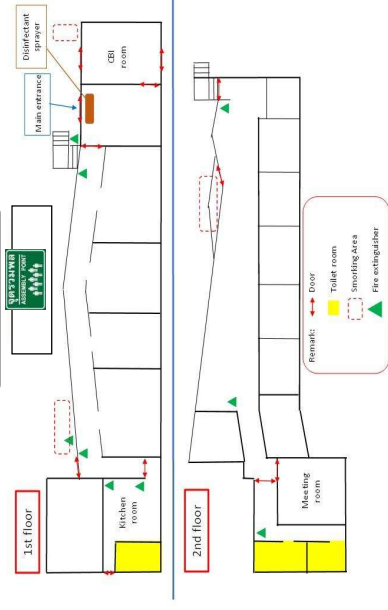 1st floor
Kitchen
room
ASSEMBLY POINT
Main entrance
Disinfectant
sprayer
CBI
room
2nd floor
Meeting
room
Remark:
Door
Toilet room
Smorking Area
Fire extinguisher